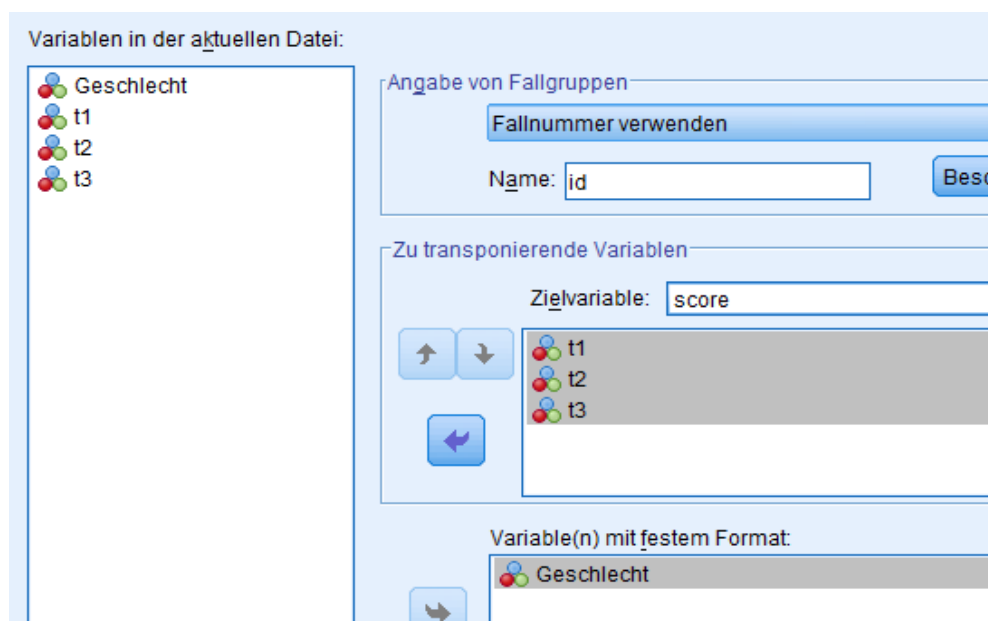 Variablen in der aktuellen Datei:
Geschlecht
t1
t2
t3
Angabe von Fallgruppen
Fallnummer verwenden
Name: id
Zu transponierende Variablen
Zielvariable: score
t1
t2
t3
Variable(n) mit festem Format:
Geschlecht